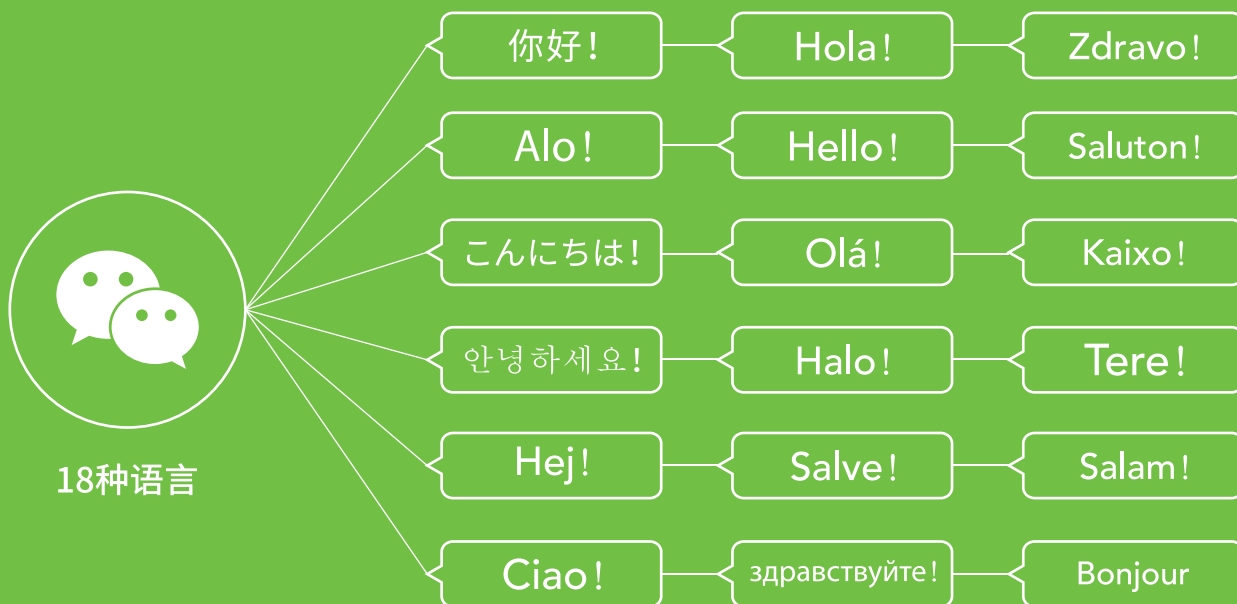 你好！
Hola！
Zdravo！
Alo！
Hello！
Saluton！
こんにちは！
Olá！
Kaixo！
안녕하세요！
Halo！
Tere！
Hej！
Salve！
Salam！
18种语言
Ciao！
здравствуйте！
Bonjour